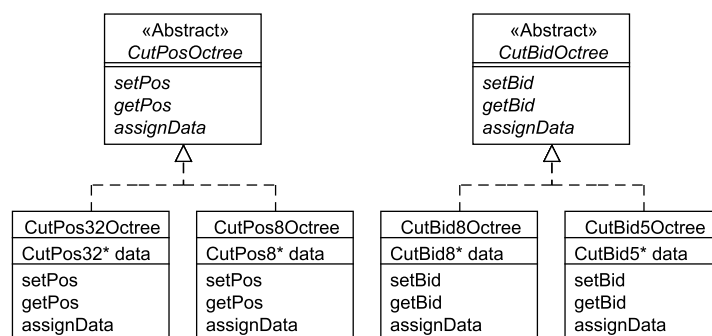 «Abstract»
CutPosOctree
setPos
getPos
assignData
«Abstract»
CutBidOctree
setBid
getBid
assignData
CutPos32Octree
CutPos32* data
setPos
getPos
assignData
CutPos8Octree
CutPos8* data
setPos
getPos
assignData
CutBid8Octree
CutBid8* data
setBid
getBid
assignData
CutBid5Octree
CutBid5* data
setBid
getBid
assignData